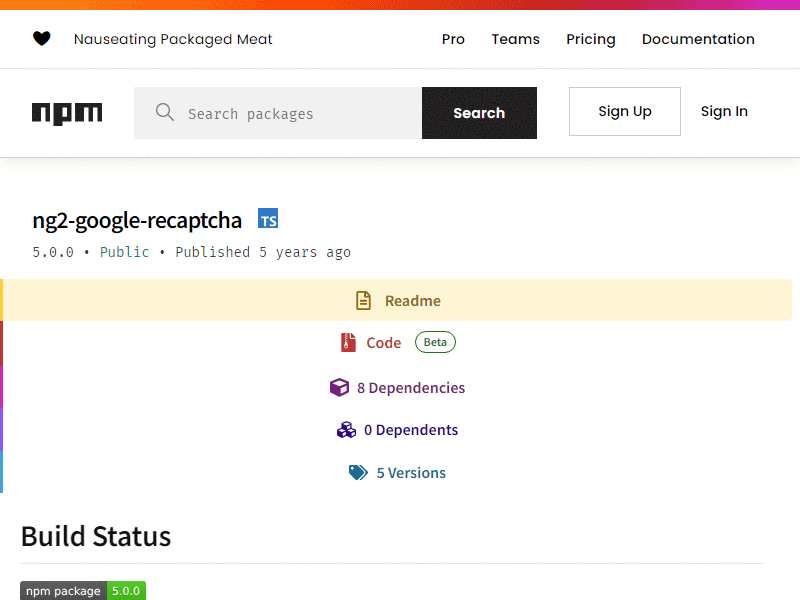 Nauseating Packaged Meat
Pro
Teams
Pricing
Documentation
npm
Search packages
Search
Sign Up
Sign In
ng2-google-recaptcha
TS
5.0.0 • Public • Published 5 years ago
Readme
Code Beta
8 Dependencies
0 Dependents
5 Versions
Build Status
npm package 5.0.0